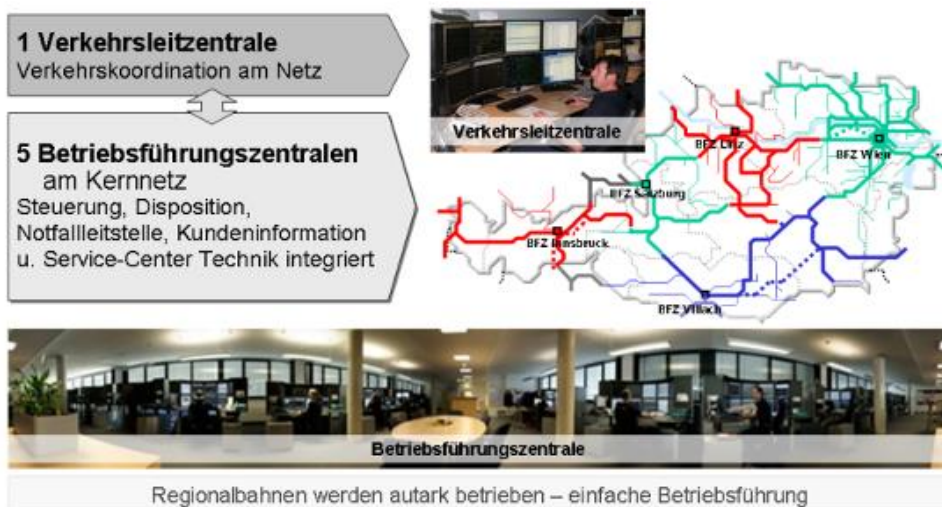 1 Verkehrsleitzentrale
Verkehrskoordination am Netz
5 Betriebsführungszentralen
am Kernnetz
Steuerung, Disposition,
Notfallleitstelle, Kundeninformation
u. Service-Center Technik integriert
Verkehrsleitzentrale
BFZ Linz
BFZ Wien
BFZ Salzburg
BFZ Innsbruck
BFZ Villach
Betriebsführungszentrale
Regionalbahnen werden autark betrieben – einfache Betriebsführung